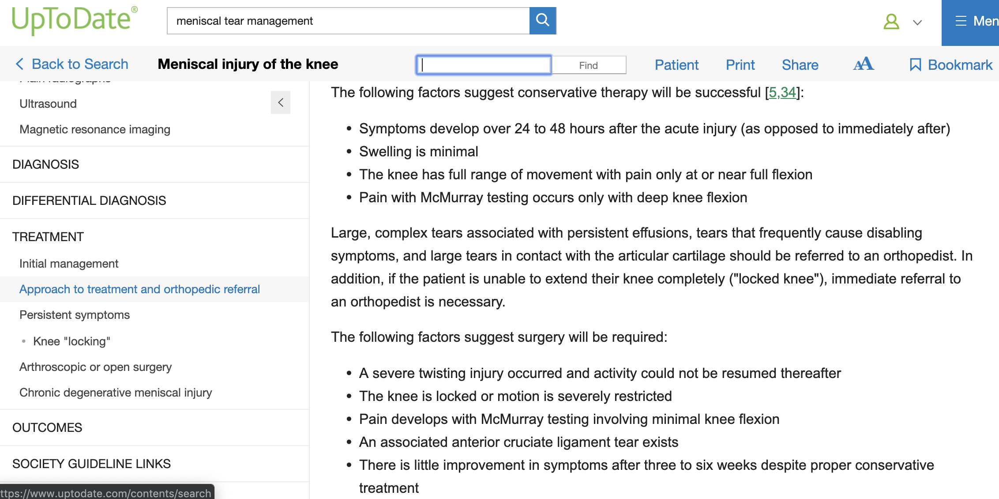 UpToDate®
meniscal tear management
Men
Back to Search
Meniscal injury of the knee
Find
Patient
Print
Share
AA
Bookmark
Plain radiographs
Ultrasound
Magnetic resonance imaging
DIAGNOSIS
DIFFERENTIAL DIAGNOSIS
TREATMENT
Initial management
Approach to treatment and orthopedic referral
Persistent symptoms
• Knee "locking"
Arthroscopic or open surgery
Chronic degenerative meniscal injury
OUTCOMES
SOCIETY GUIDELINE LINKS
ttps://www.uptodate.com/contents/search
The following factors suggest conservative therapy will be successful [5,34]:
• Symptoms develop over 24 to 48 hours after the acute injury (as opposed to immediately after)
• Swelling is minimal
• The knee has full range of movement with pain only at or near full flexion
• Pain with McMurray testing occurs only with deep knee flexion
Large, complex tears associated with persistent effusions, tears that frequently cause disabling
symptoms, and large tears in contact with the articular cartilage should be referred to an orthopedist. In
addition, if the patient is unable to extend their knee completely ("locked knee"), immediate referral to
an orthopedist is necessary.
The following factors suggest surgery will be required:
• A severe twisting injury occurred and activity could not be resumed thereafter
• The knee is locked or motion is severely restricted
• Pain develops with McMurray testing involving minimal knee flexion
• An associated anterior cruciate ligament tear exists
• There is little improvement in symptoms after three to six weeks despite proper conservative
treatment